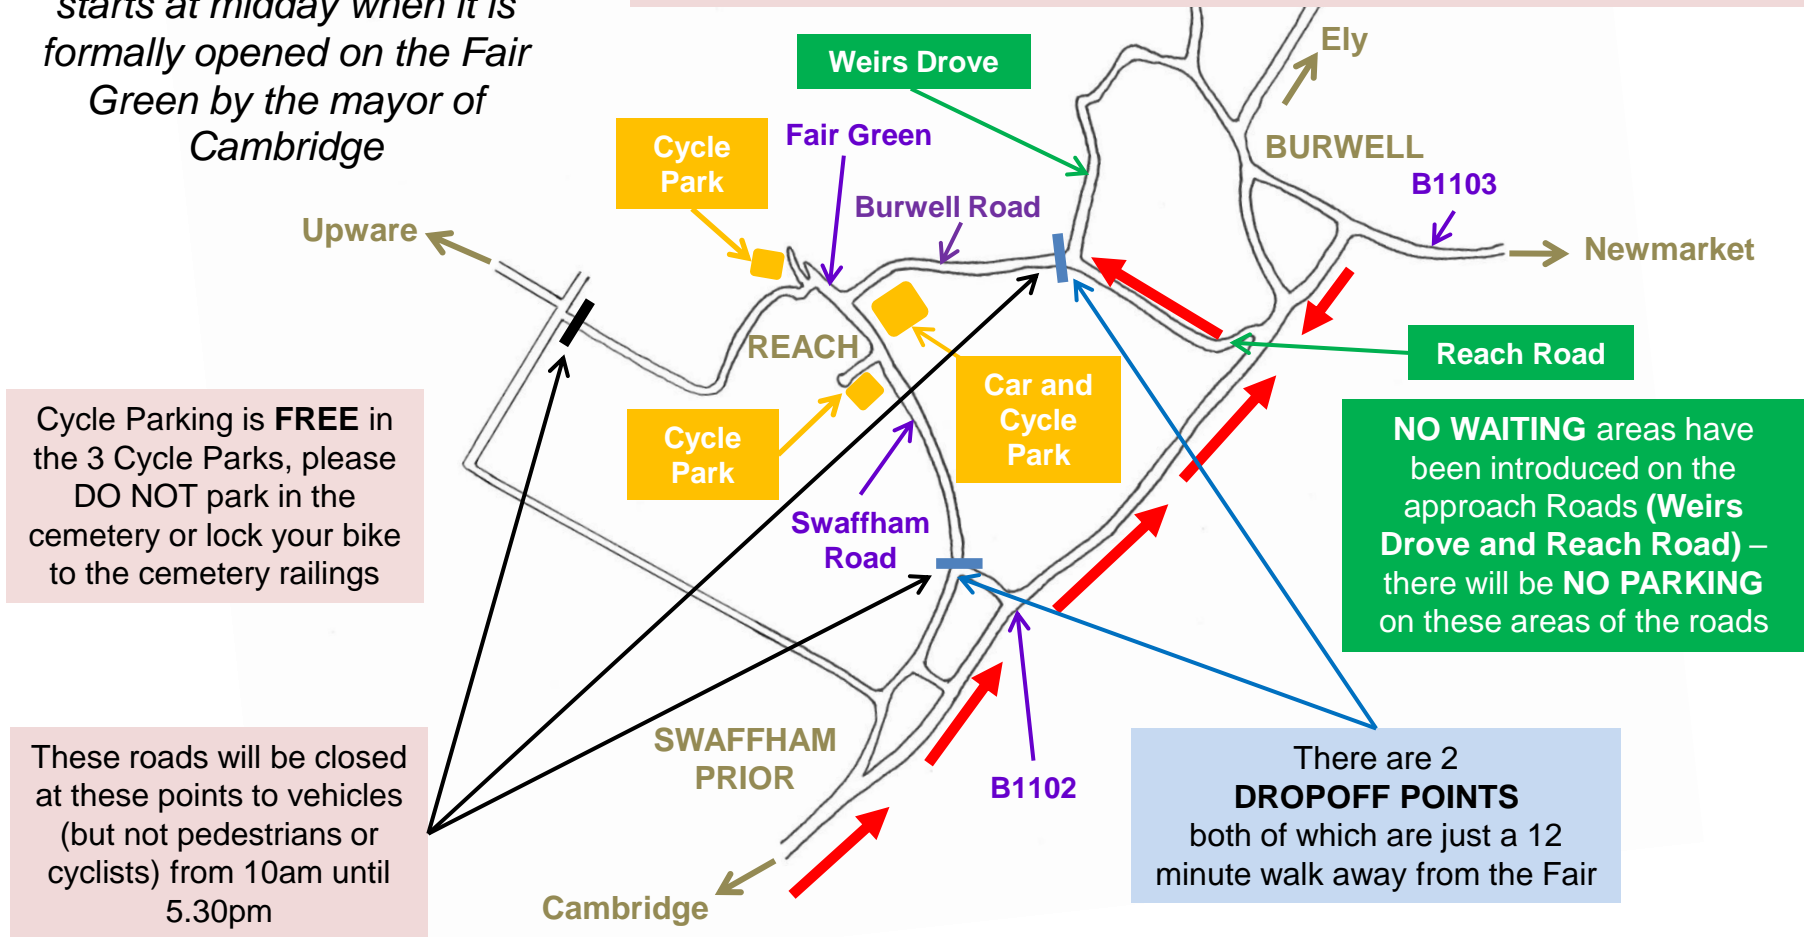 starts at midday when it is
formally opened on the Fair
Green by the mayor of
Cambridge
Weirs Drove
Ely
Cycle
Park
Fair Green
BURWELL
B1103
Burwell Road
Upware
Newmarket
REACH
Reach Road
Car and
Cycle
Park
Cycle
Park
Cycle Parking is FREE in
the 3 Cycle Parks, please
DO NOT park in the
cemetery or lock your bike
to the cemetery railings
NO WAITING areas have
been introduced on the
approach Roads (Weirs
Drove and Reach Road) –
there will be NO PARKING
on these areas of the roads
Swaffham
Road
SWAFFHAM
PRIOR
B1102
These roads will be closed
at these points to vehicles
(but not pedestrians or
cyclists) from 10am until
5.30pm
There are 2
DROPOFF POINTS
both of which are just a 12
minute walk away from the Fair
Cambridge